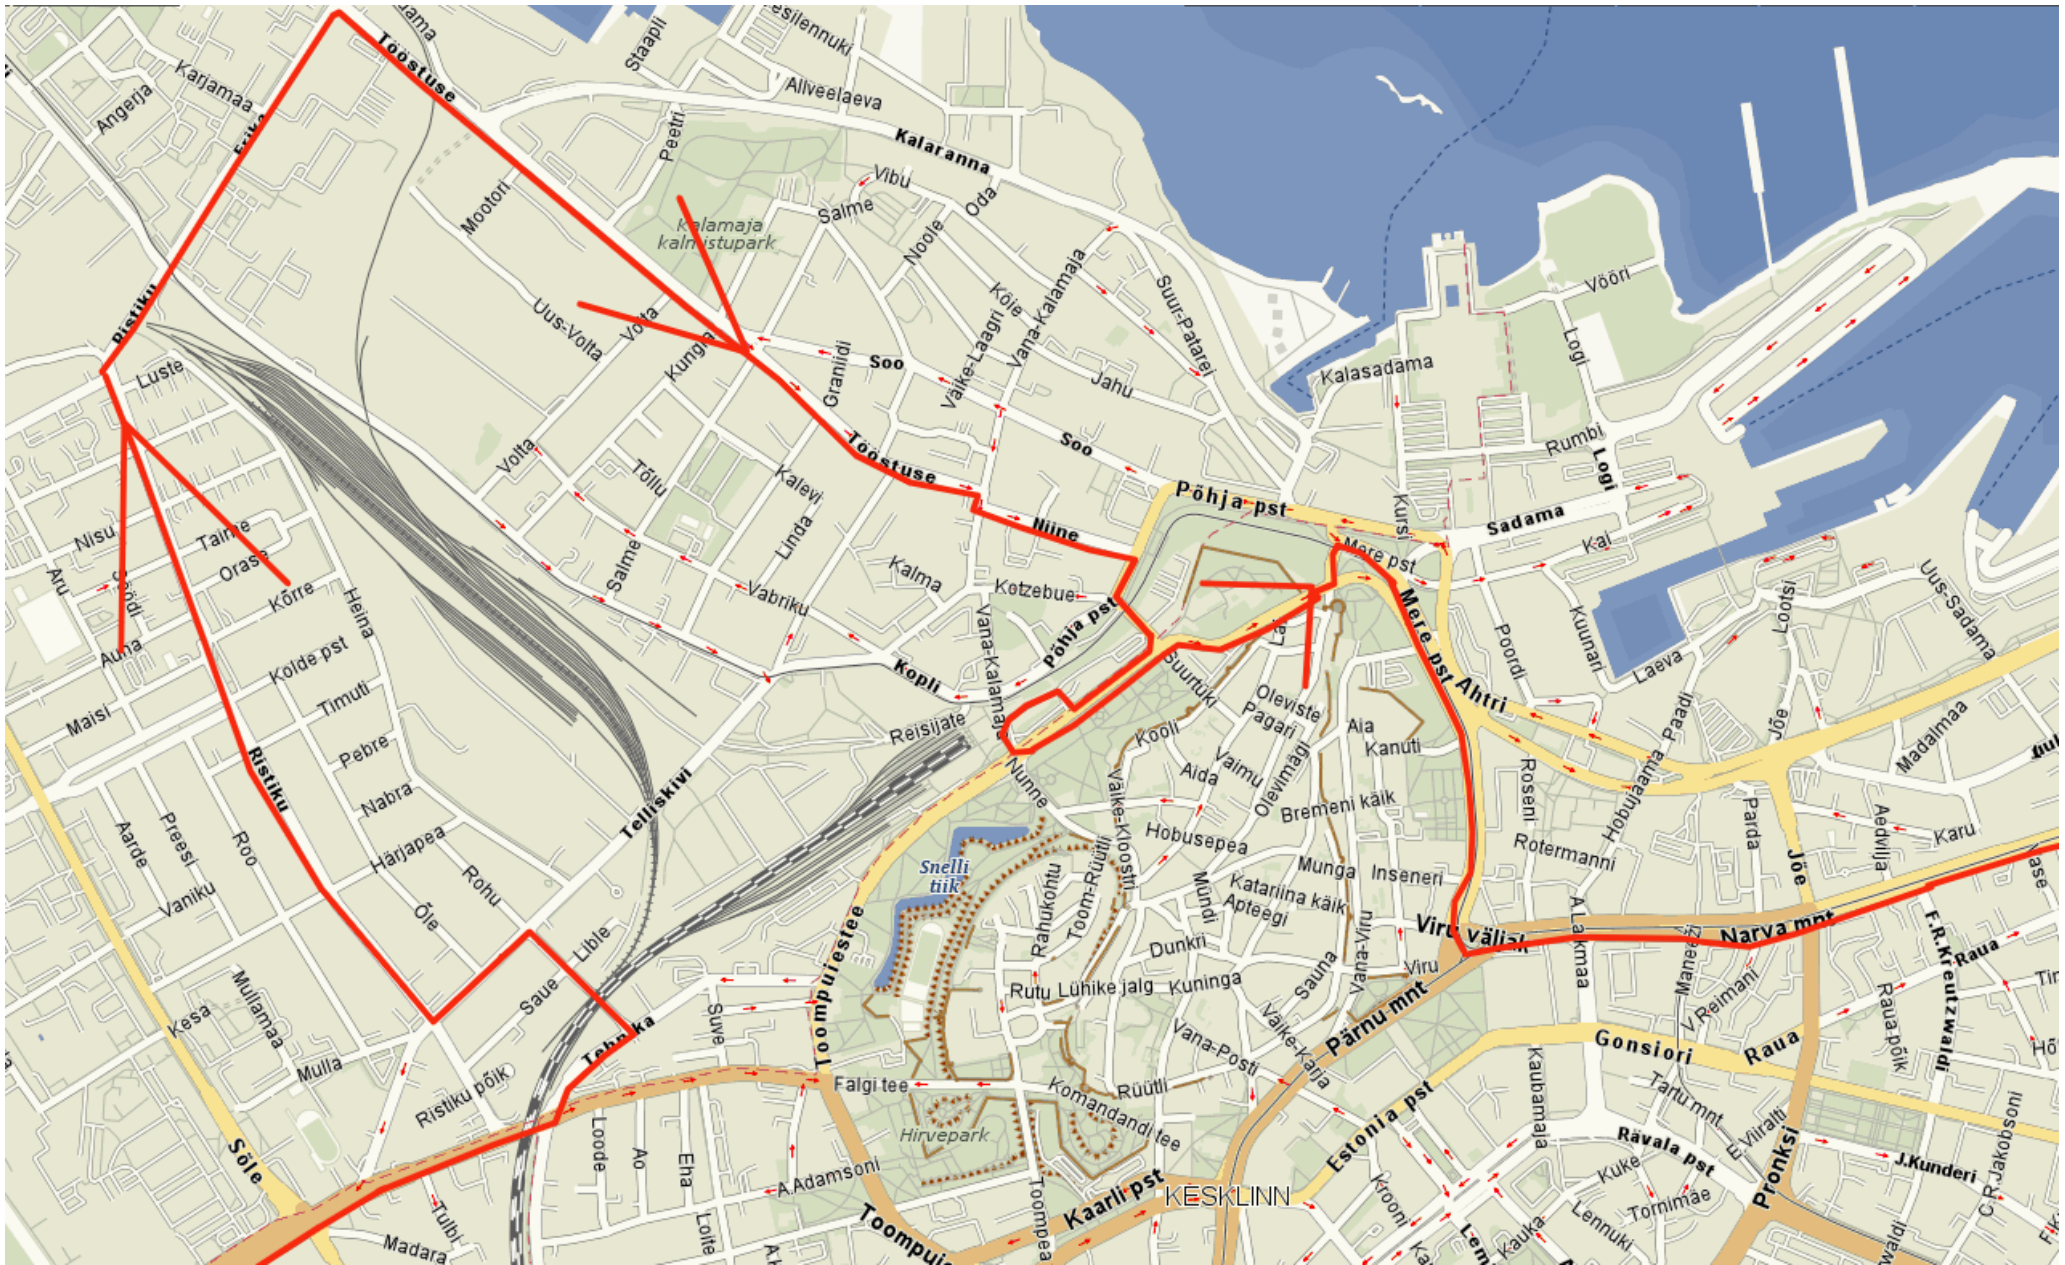 Karjamaa
Angerja
Erika
Tööstuse
Staapli
Allveelaeva
Peetri
Kalaranna
Mootori
Kalamaja
kalmistupark
Vibu
Salme
Oda
Noole
Köie
Vana-Kalamaja
Suur-Patarei
Vööri
Logi
Kalasadama
Ristiku
Luste
Uus-Volta
Volta
Kungla
Graniidi
Soo
Väike-Laagri
Jahu
Soo
Rumbi
Logi
Volta
Tõllu
Kalevi
Tööstuse
Põhja pst
Kursi
Sadama
Niine
Mere pst
Kai
Nisu
Taime
Aru
Orase
Sõõdi
Kõrre
Heina
Salme
Linda
Kalma
Kotzebue
Vabriku
Põhja pst
Vana-Kalamaja
Mere pst
Kuunari
Lootsi
Uus-Sadama
Poordi
Laeva
Auna
Kolde pst
Timuti
Maisi
Kopli
Suurtüki
Ahtri
Oleviste
Pagari
Aia
Kanuti
Paadi
Jõe
Madalmaa
Reisijate
Kooli
Nunne
Vaimu
Aida
Olevimägi
Bremeni käik
Roseni
Hobujaama
Parda
Aedvilja
Karu
Pebre
Nabra
Ristiku
Telliskivi
Härjapea
Roo
Preesi
Aarde
Vaniku
Rohu
Õle
Snelli
tiik
Väike-Kloostri
Hobusepea
Rotermanni
Jõe
Rahukohtu
Toom-Rüütli
Munga
Inseneri
Mündi
Katariina käik
Apteegi
Viru väljak
A.Laikmaa
Maneeži
Narva mnt
F.R.Kreutzwaldi
Raua
Lible
Toompuiestee
Dunkri
Sauna
Vana-Viru
Viru
Mullamaa
Kesa
Saue
Rutu
Lühike jalg
Kuninga
V.Reimani
Raua põik
Tehnika
Suve
Mulla
Ristiku põik
Falgi tee
Vana-Posti
Väike-Karja
Pärnu mnt
Gonsiori
Raua
Rüütli
Komandandi tee
Kaubamaja
Tartu mnt
Hirvepark
Estonia pst
E.Viiralti
Sõle
Loode
Ao
Eha
A.Adamsoni
Rävala pst
Pronksi
J.Kunderi
C.R.Jakobsoni
Kuke
Tornimäe
Tulbi
Madara
Loite
Toompea
Kaarli pst
KESKLINN
Krooni
Kauka
Lennuki